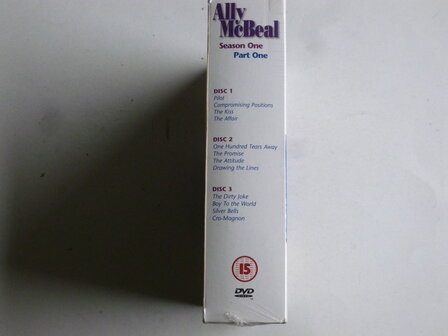 Ally
McBeal
Season One
Part One
DISC 1
Pilot
Compromising Positions
The Kiss
The Affair
DISC 2
One Hundred Tears Away
The Promise
The Attitude
Drawing the Lines
DISC 3
The Dirty Joke
Boy To the World
Silver Bells
Cro-Magnon
15
DVD